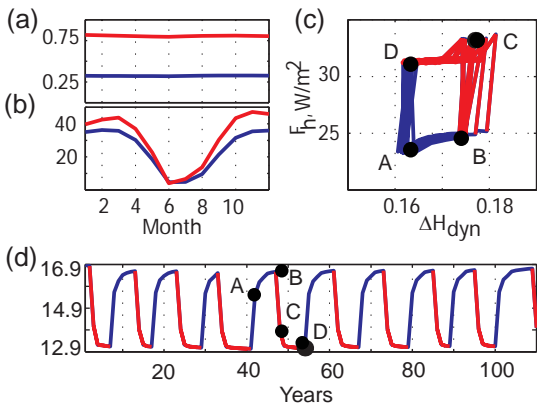 (a)
0.75
0.25
(b)
40
20
2 4 6 8 10
Month
(c)
F_h, W/m²
30
25
D
C
A
B
0.16 0.18
ΔH_dyn
(d)
16.9
14.9
12.9
A
B
C
D
20 40 60 80 100
Years